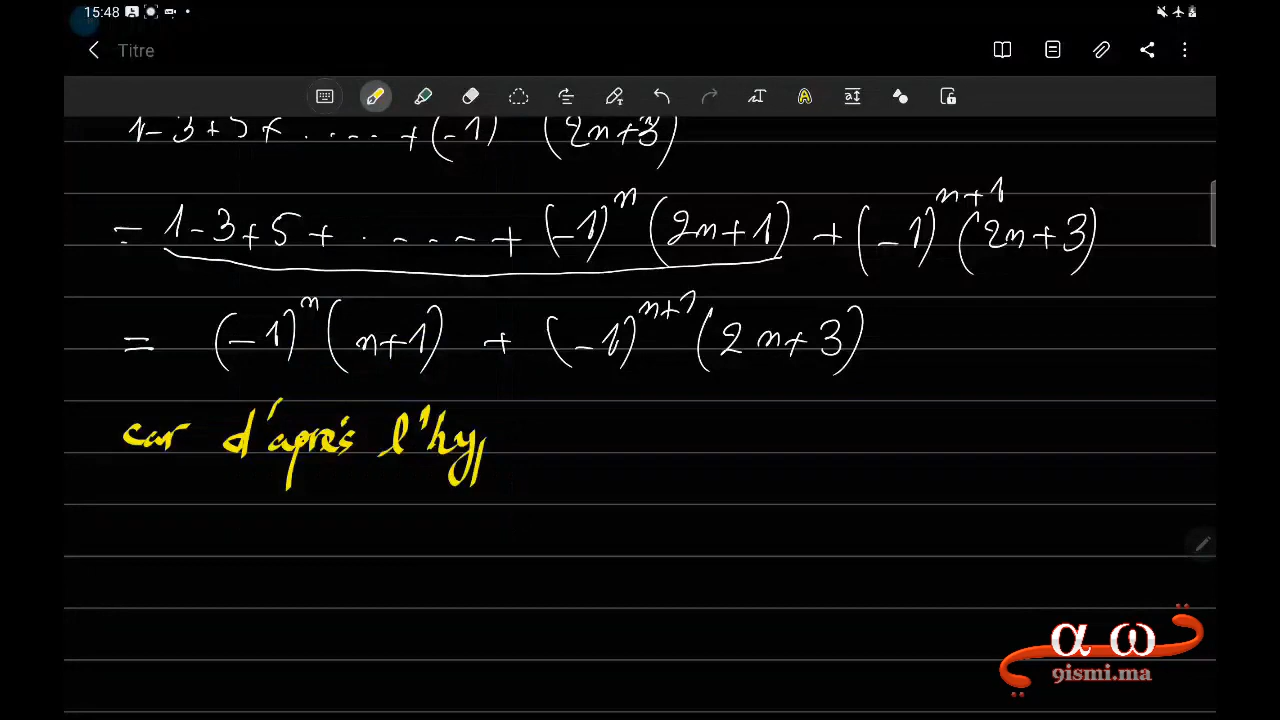 15:48
Titre
1-3+5+.....+(-1) (2n+3)
= 1-3+5+.....+(-1)^n (2n+1) + (-1)^{n+1} (2n+3)
= (-1)^n (n+1) + (-1)^{n+1} (2n+3)
car d'après l'hyp
α ω
9ismi.ma